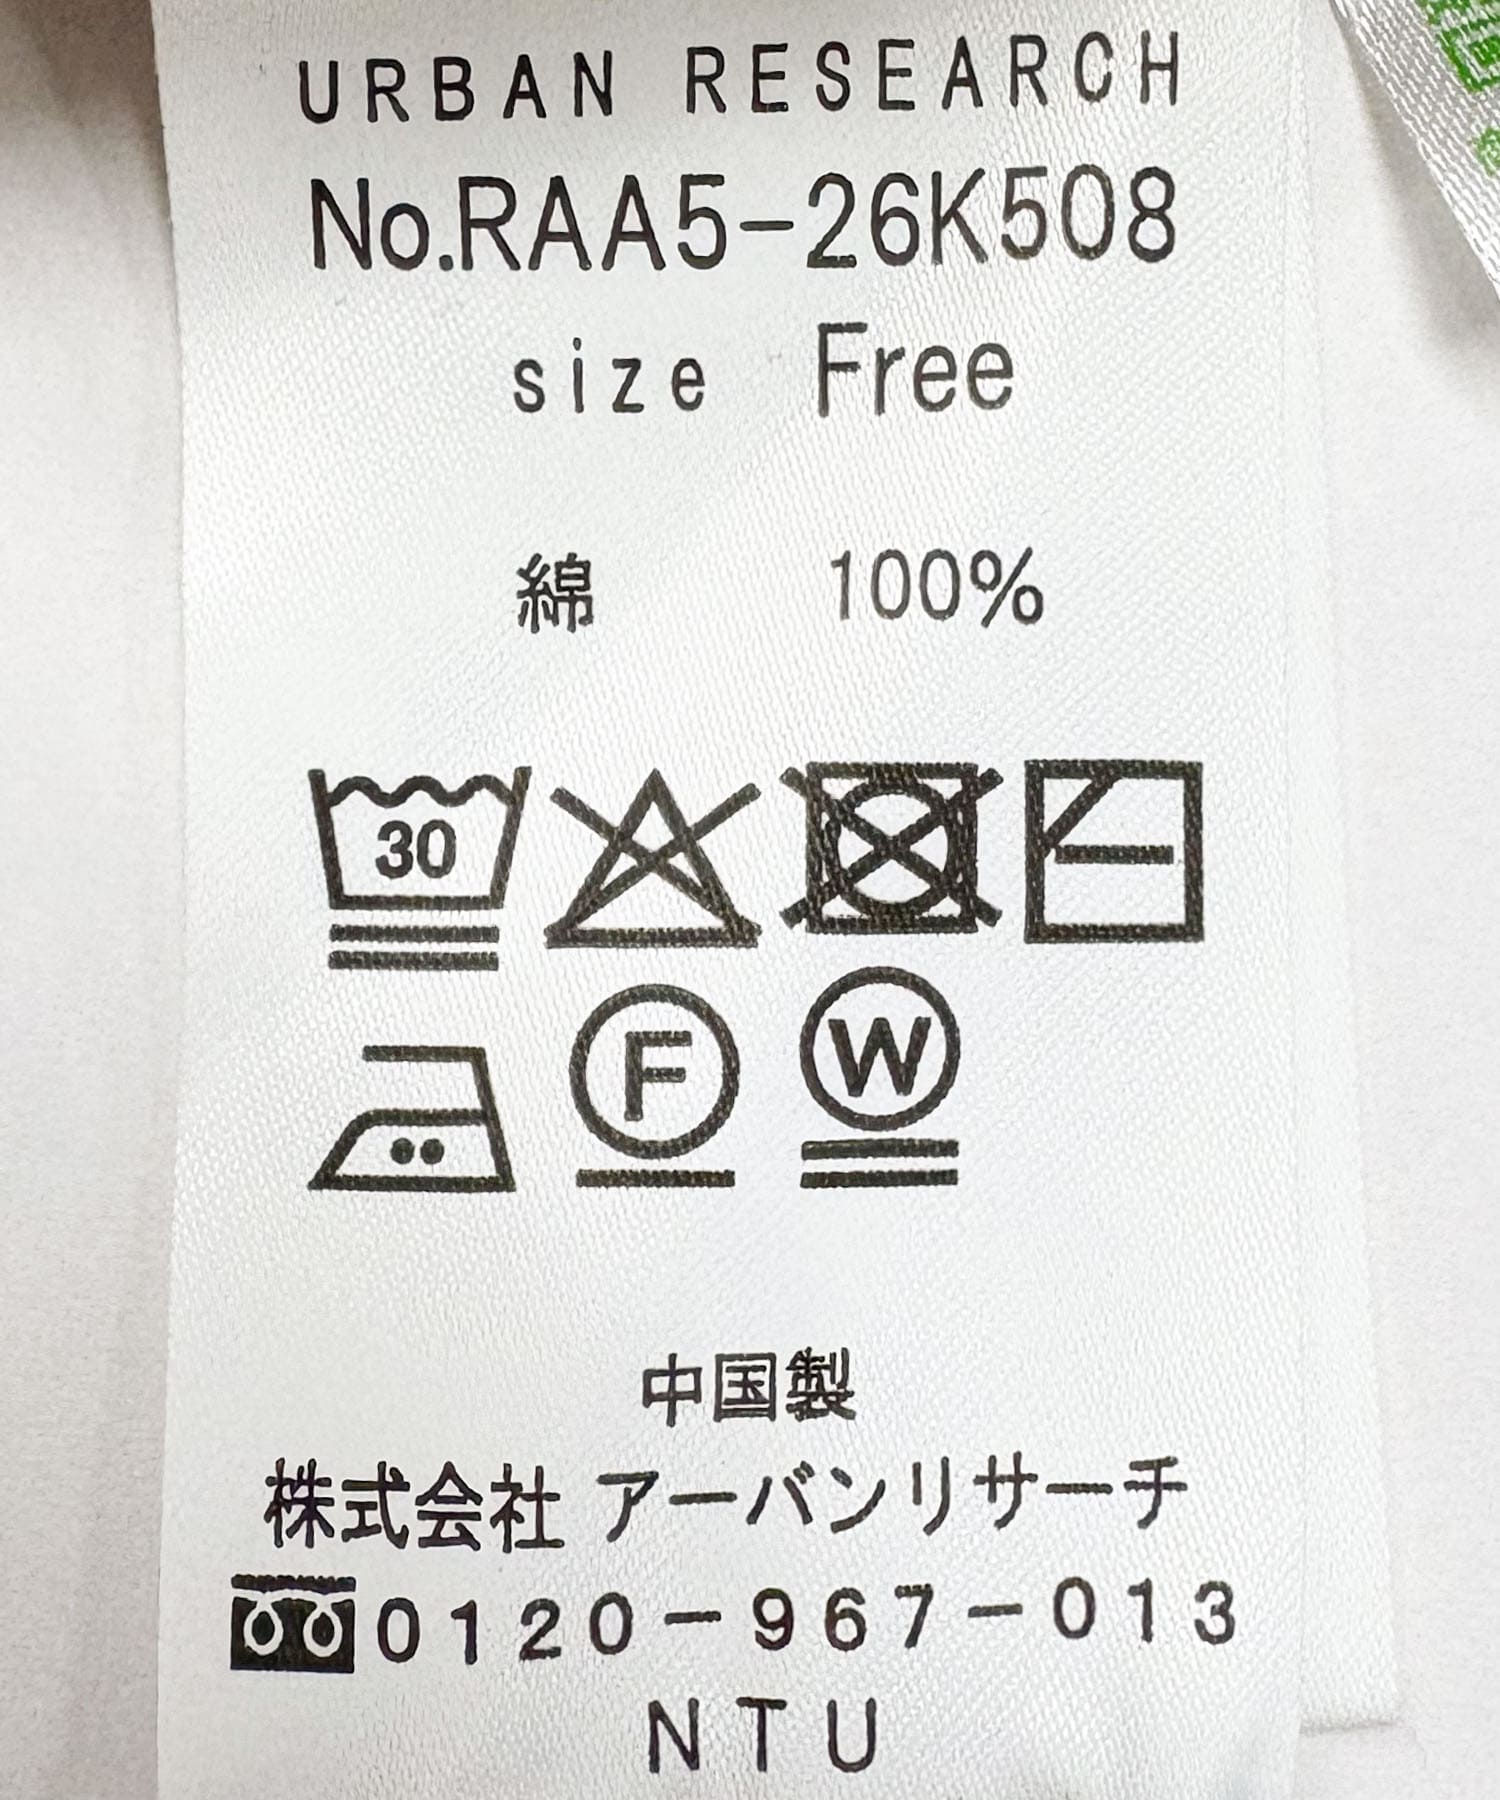 URBAN RESEARCH
No.RAA5-26K508
size Free
綿 100%
30
F
W
中国製
株式会社 アーバンリサーチ
0120-967-013
NTU